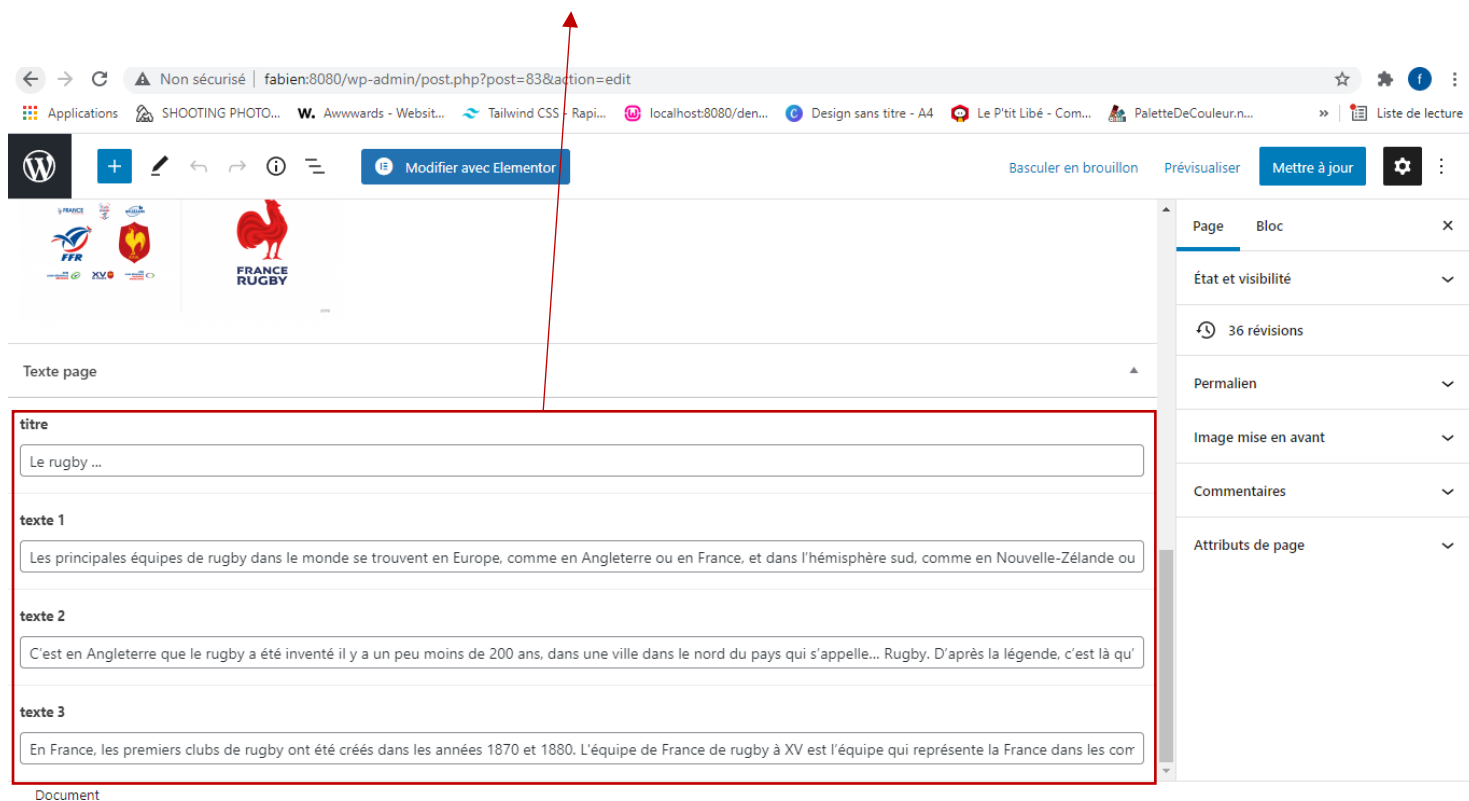 Non sécurisé | fabien:8080/wp-admin/post.php?post=83&action=edit
f
Applications SHOOTING PHOTO... W. Awwwards - Websit... Tailwind CSS - Rapi... localhost:8080/den... Design sans titre - A4 Le P'tit Libé - Com... PaletteDeCouleur.n... » Liste de lecture
Modifier avec Elementor Basculer en brouillon Prévisualiser Mettre à jour
FRANCE
FFR
XV
FRANCE
RUGBY
Page Bloc
État et visibilité
36 révisions
Texte page
Permalien
titre
Image mise en avant
Le rugby ...
Commentaires
texte 1
Attributs de page
Les principales équipes de rugby dans le monde se trouvent en Europe, comme en Angleterre ou en France, et dans l'hémisphère sud, comme en Nouvelle-Zélande ou
texte 2
C'est en Angleterre que le rugby a été inventé il y a un peu moins de 200 ans, dans une ville dans le nord du pays qui s'appelle... Rugby. D'après la légende, c'est là qu'
texte 3
En France, les premiers clubs de rugby ont été créés dans les années 1870 et 1880. L'équipe de France de rugby à XV est l'équipe qui représente la France dans les com
Document